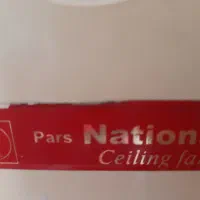 Pars Nation
Ceiling fa